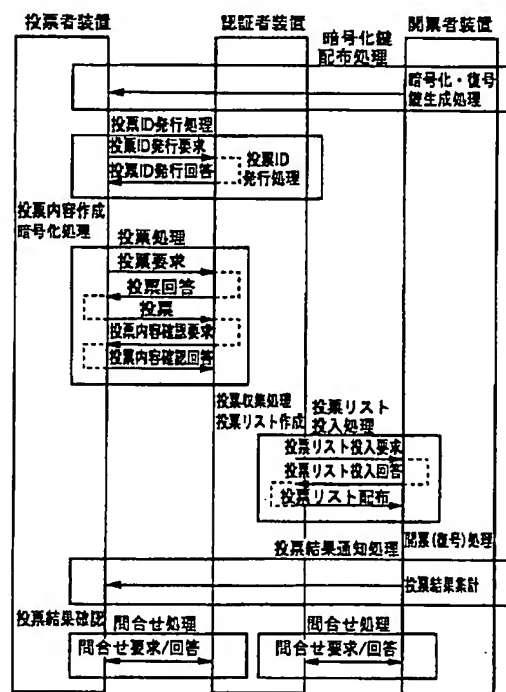 投票者装置
認証者装置
開票者装置
暗号化鍵
配布処理
暗号化・復号
鍵生成処理
投票ID発行処理
投票ID発行要求
投票ID発行回答
投票ID
発行処理
投票内容作成
暗号化処理
投票処理
投票要求
投票回答
投票
投票内容確認要求
投票内容確認回答
投票収集処理
投票リスト作成
投票リスト
投入処理
投票リスト投入要求
投票リスト投入回答
投票リスト配布
開票(復号)処理
投票結果通知処理
投票結果集計
投票結果確認
問合せ処理
問合せ要求/回答
問合せ処理
問合せ要求/回答